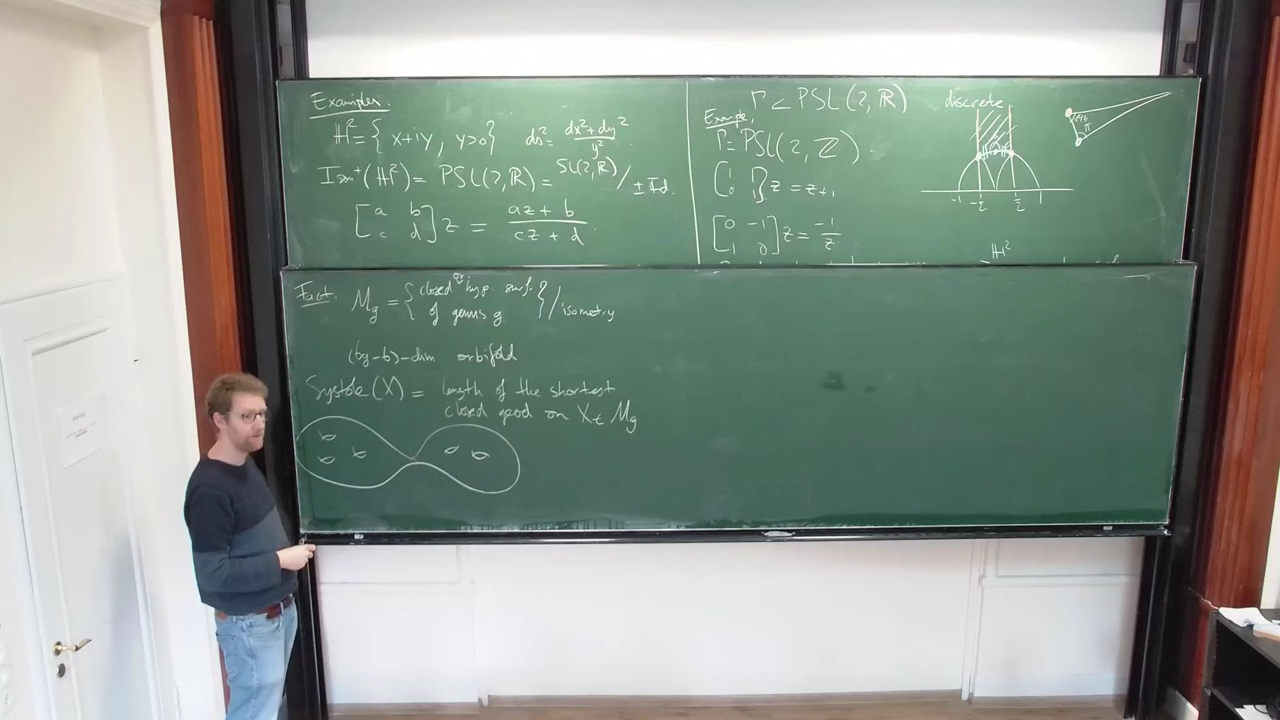 Examples.
H² = { x+iy , y>0 } ds² = dx²+dy² / y²
Isom⁺(H²) = PSL(2,R) = SL(2,R)/±Id.
[a b
c d] z = az + b / cz + d
Γ < PSL(2,R) discrete
Example,
Γ = PSL(2,Z).
[1 1
0 1] z = z+1
[0 -1
1 0] z = -1/z
-1 -1/2 1/2 1
π
H²
Fact. M_g = { closed hyp. surf.
of genus g } / isometry
(6g-6)-dim orbifold
Systole(X) = length of the shortest
closed geod on X ∈ M_g